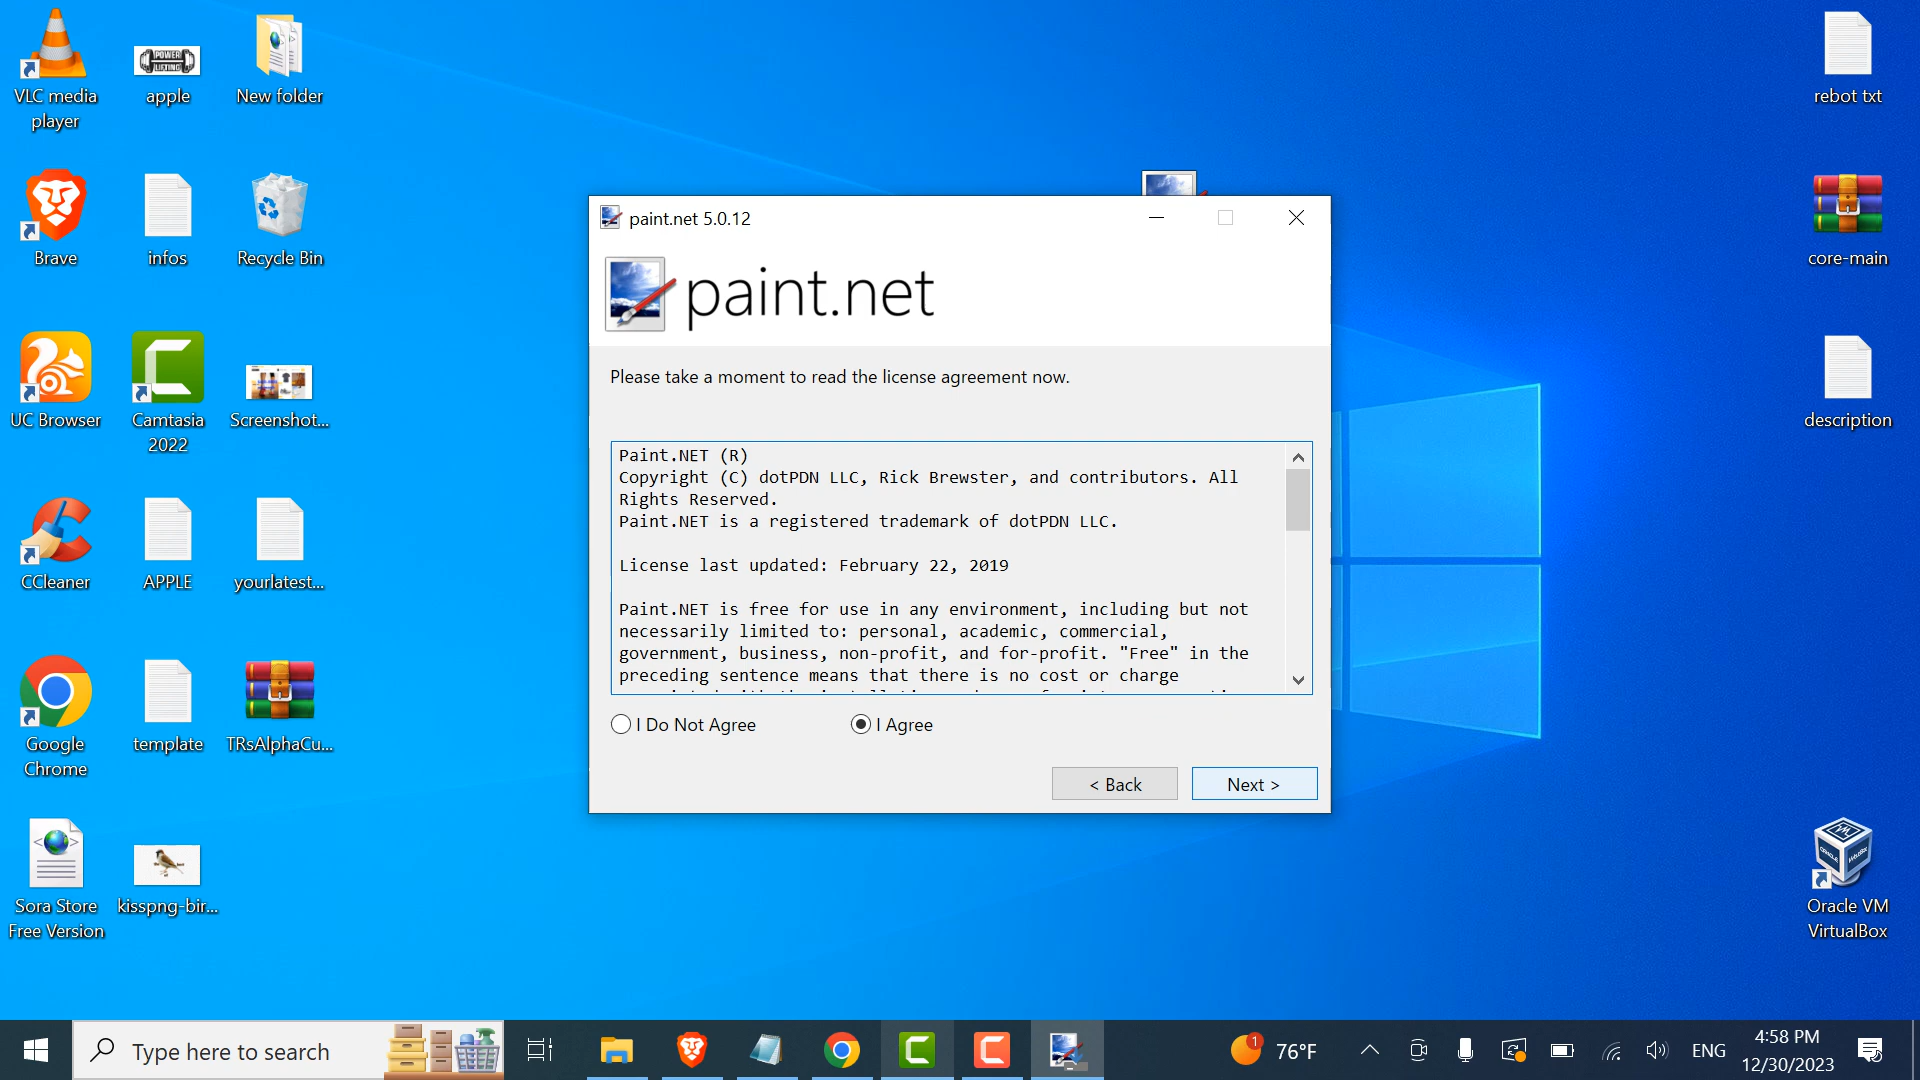 VLC media
player
apple
POWER
LIFTING
New folder
rebot txt
Brave
infos
Recycle Bin
core-main
UC Browser
Camtasia
2022
Screenshot...
description
CCleaner
APPLE
yourlatest...
Google
Chrome
template
TRsAlphaCu...
Sora Store
Free Version
kisspng-bir...
Oracle VM
VirtualBox
paint.net 5.0.12
paint.net
Please take a moment to read the license agreement now.
Paint.NET (R)
Copyright (C) dotPDN LLC, Rick Brewster, and contributors. All
Rights Reserved.
Paint.NET is a registered trademark of dotPDN LLC.
License last updated: February 22, 2019
Paint.NET is free for use in any environment, including but not
necessarily limited to: personal, academic, commercial,
government, business, non-profit, and for-profit. "Free" in the
preceding sentence means that there is no cost or charge
I Do Not Agree
I Agree
< Back
Next >
Type here to search
1
76°F
ENG
4:58 PM
12/30/2023